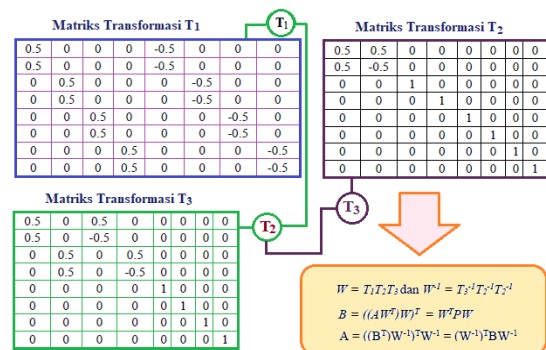 Matriks Transformasi T1
0.5 0 0 0 -0.5 0 0 0
0.5 0 0 0 -0.5 0 0 0
0 0.5 0 0 0 -0.5 0 0
0 0.5 0 0 0 -0.5 0 0
0 0 0.5 0 0 0 -0.5 0
0 0 0.5 0 0 0 -0.5 0
0 0 0 0.5 0 0 0 -0.5
0 0 0 0.5 0 0 0 -0.5
T1
Matriks Transformasi T2
0.5 0.5 0 0 0 0 0 0
0.5 -0.5 0 0 0 0 0 0
0 0 1 0 0 0 0 0
0 0 0 1 0 0 0 0
0 0 0 0 1 0 0 0
0 0 0 0 0 1 0 0
0 0 0 0 0 0 1 0
0 0 0 0 0 0 0 1
Matriks Transformasi T3
0.5 0 0.5 0 0 0 0 0
0.5 0 -0.5 0 0 0 0 0
0 0.5 0 0.5 0 0 0 0
0 0.5 0 -0.5 0 0 0 0
0 0 0 0 1 0 0 0
0 0 0 0 0 1 0 0
0 0 0 0 0 0 1 0
0 0 0 0 0 0 0 1
T2
T3
W = T1T2T3 dan W⁻¹ = T3⁻¹T2⁻¹T2⁻¹
B = ((AWᵀ)W)ᵀ = WᵀPW
A = ((Bᵀ)W⁻¹)ᵀW⁻¹ = (W⁻¹)ᵀBW⁻¹